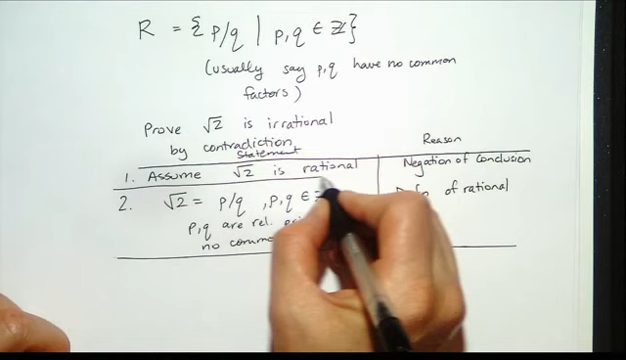 R = {p/q | p,q ∈ ℤ}
(usually say p,q have no common
factors)
Prove √2 is irrational
by contradiction
Statement Reason
1. Assume √2 is rational Negation of Conclusion
2. √2 = p/q , p,q ∈ of rational
p,q are rel.
no